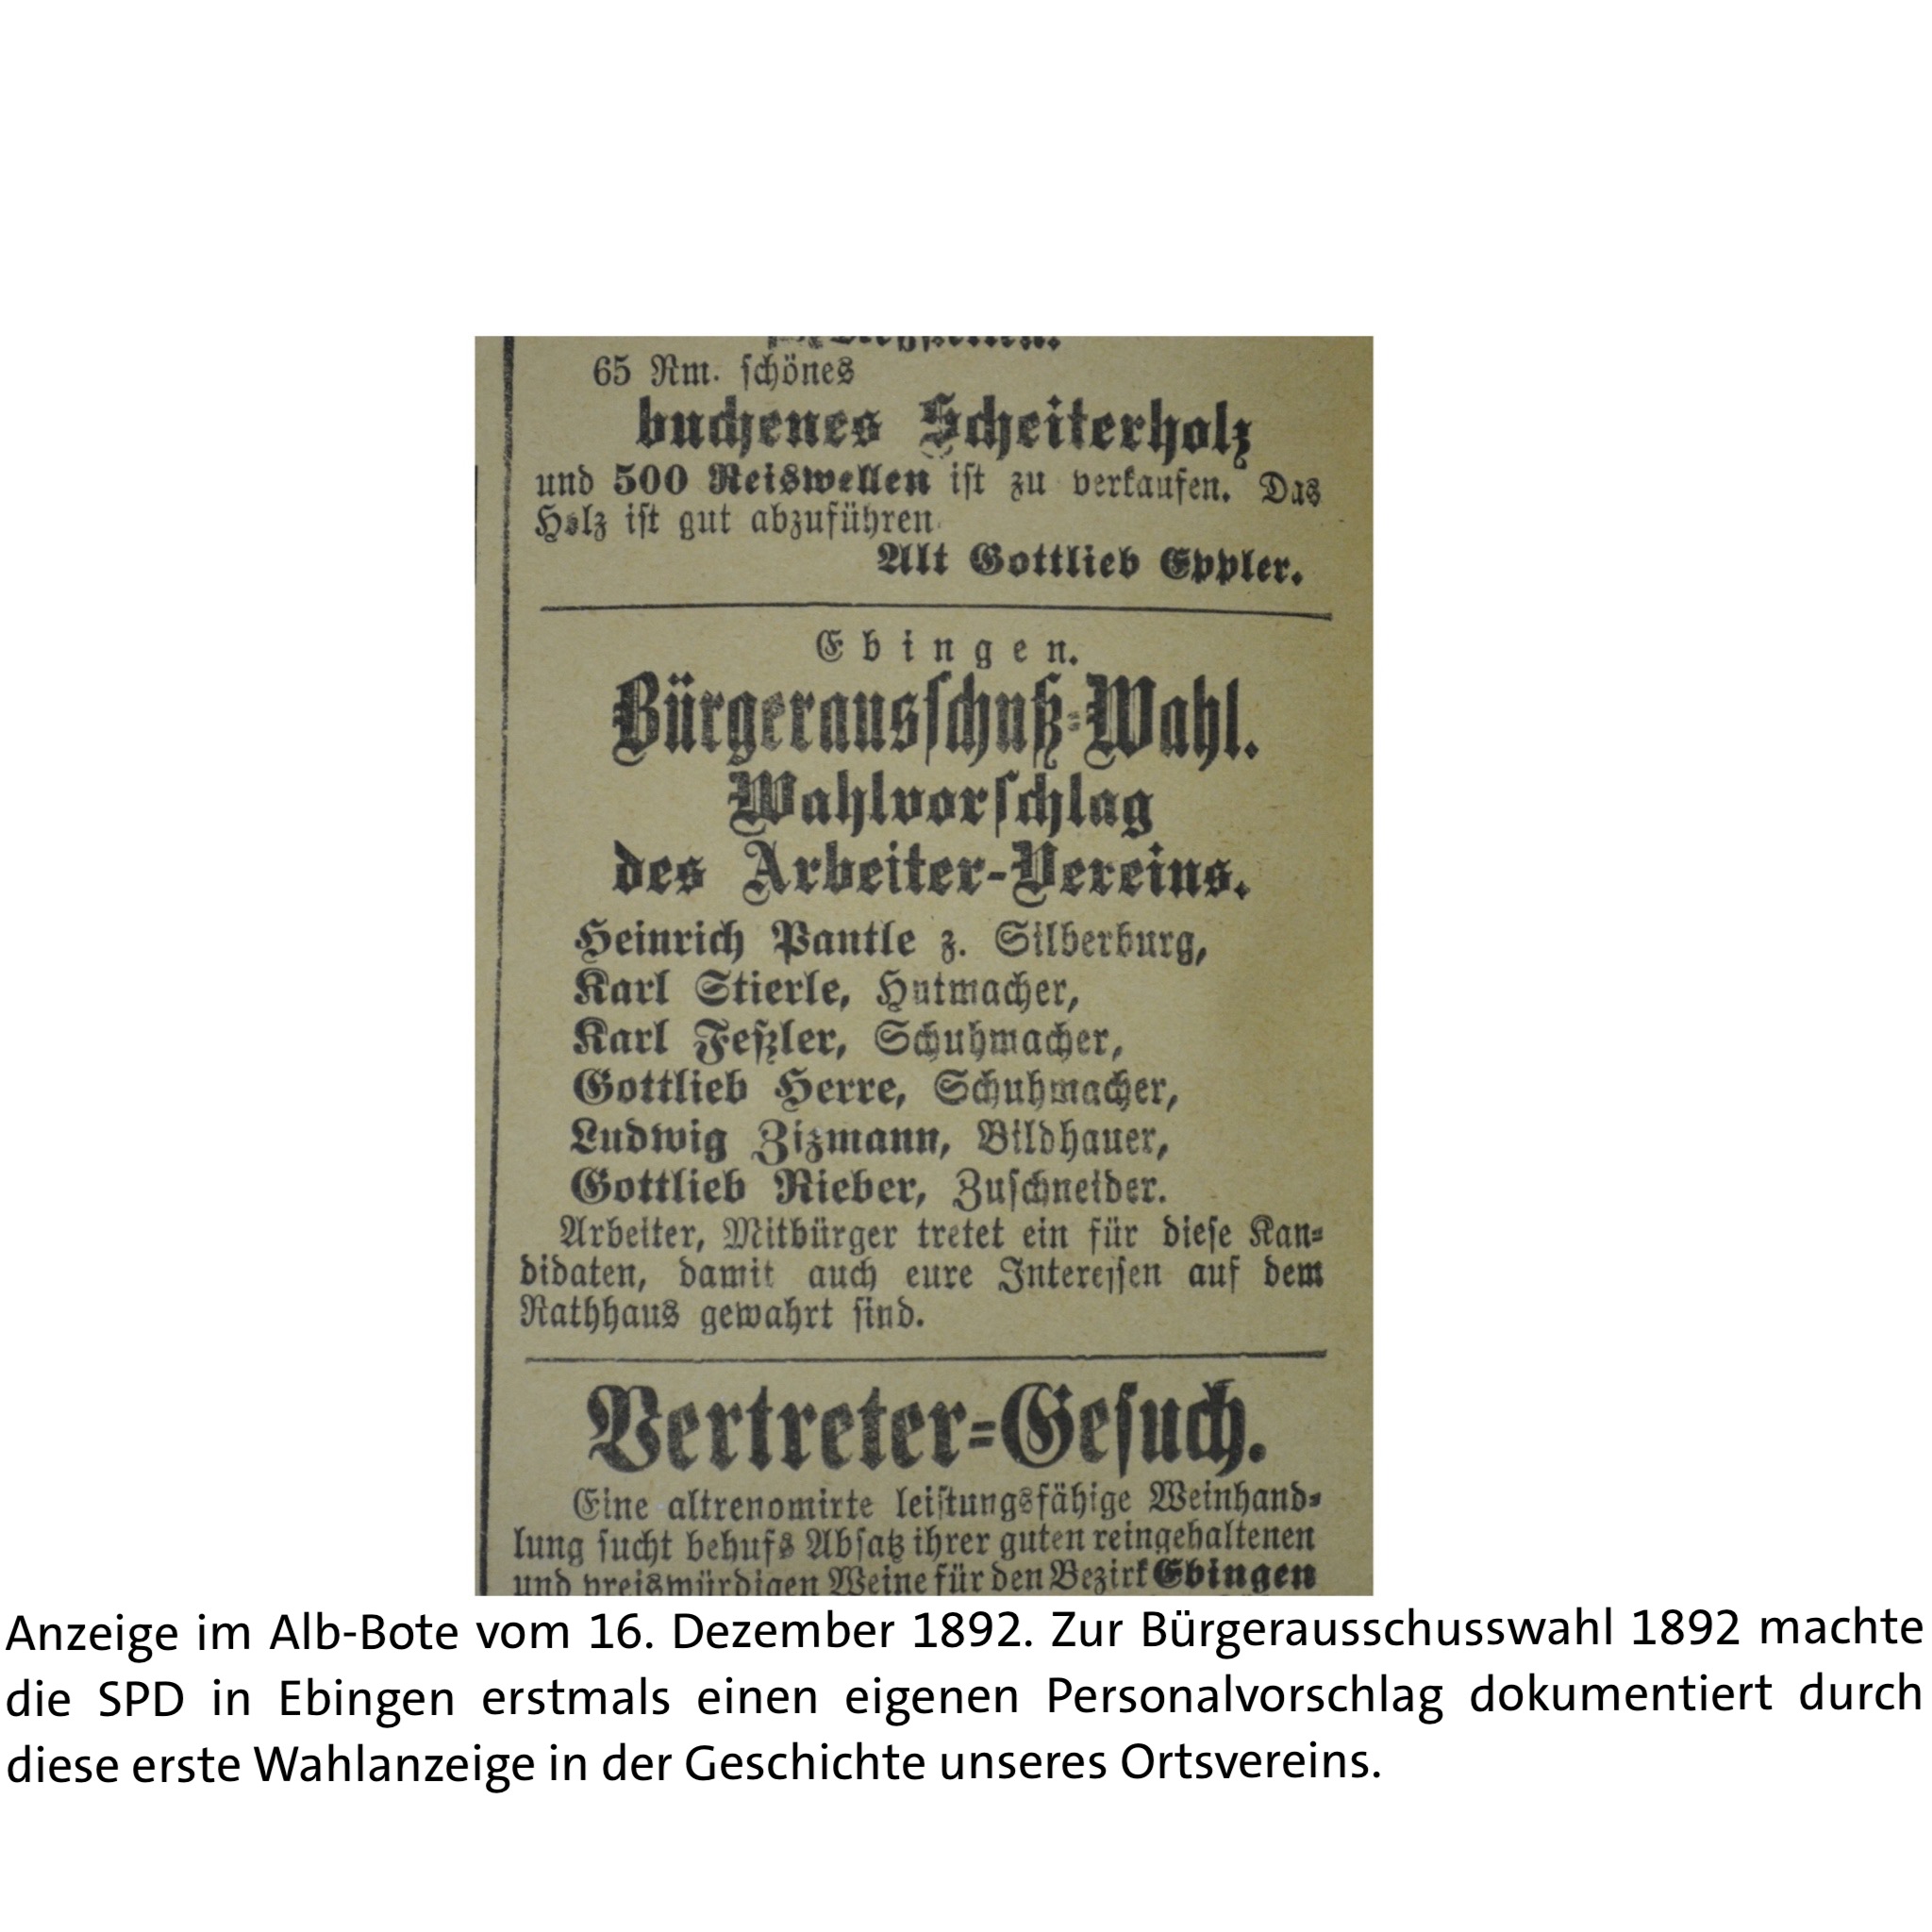 65 Rm. schönes
buchenes Scheiterholz
und 500 Reiswellen ist zu verkaufen. Das
Holz ist gut abzuführen
Alt Gottlieb Eppler.
Ebingen.
Bürgerausschuß-Wahl.
Wahlvorschlag
des Arbeiter-Vereins.
Heinrich Pantle z. Silberburg,
Karl Stierle, Hutmacher,
Karl Feßler, Schuhmacher,
Gottlieb Herre, Schuhmacher,
Ludwig Zizmann, Bildhauer,
Gottlieb Rieber, Zuschneider.
Arbeiter, Mitbürger tretet ein für diese Kan-
didaten, damit auch eure Interessen auf dem
Rathhaus gewahrt sind.
Vertreter-Gesuch.
Eine altrenomirte leistungsfähige Weinhand-
lung sucht behufs Absatz ihrer guten reingehaltenen
und preiswürdigen Weine für den Bezirk Ebingen
Anzeige im Alb-Bote vom 16. Dezember 1892. Zur Bürgerausschusswahl 1892 machte
die SPD in Ebingen erstmals einen eigenen Personalvorschlag dokumentiert durch
diese erste Wahlanzeige in der Geschichte unseres Ortsvereins.